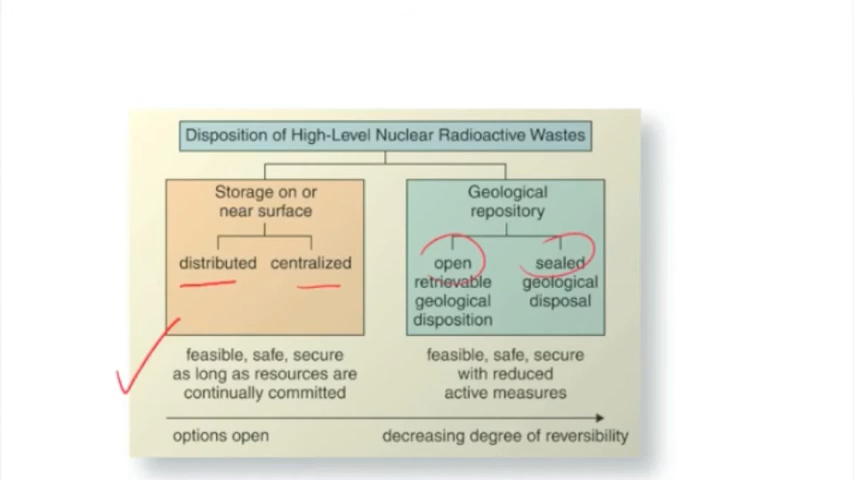 Disposition of High-Level Nuclear Radioactive Wastes
Storage on or
near surface
distributed centralized
Geological
repository
open
retrievable
geological
disposition
sealed
geological
disposal
feasible, safe, secure
as long as resources are
continually committed
feasible, safe, secure
with reduced
active measures
options open
decreasing degree of reversibility